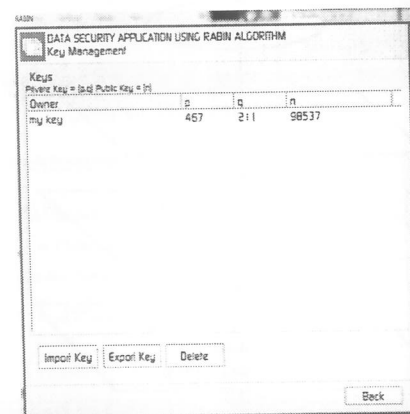 RABIN
DATA SECURITY APPLICATION USING RABIN ALGORITHM
Key Management
Keys
Private Key = (p,q) Public Key = (n)
Owner p q n
my key 467 211 98537
Import Key Export Key Delete
Back